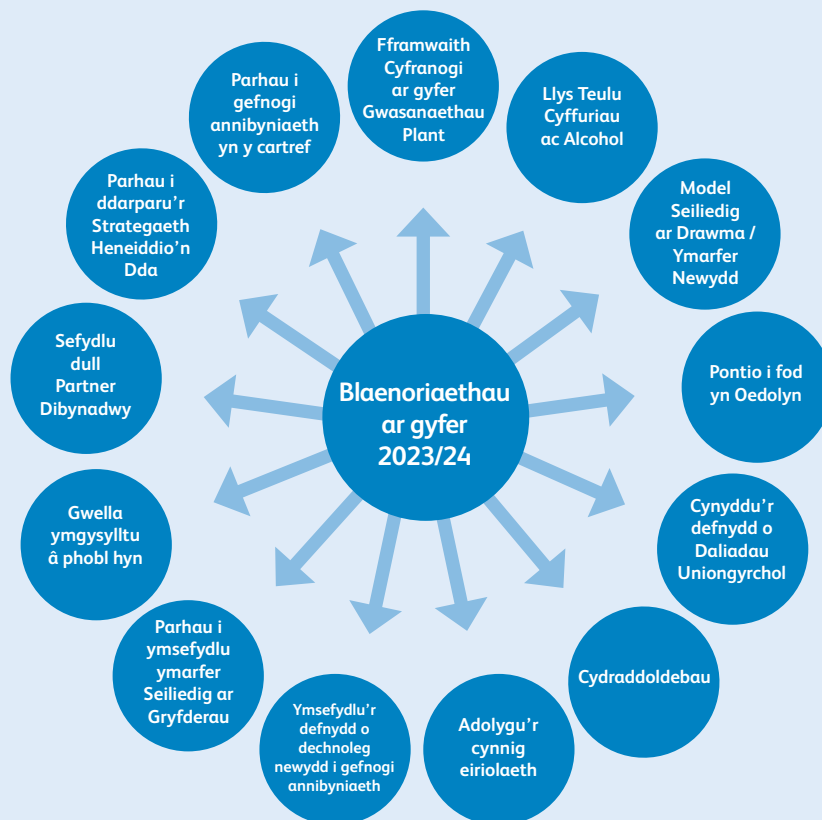 Blaenoriaethau
ar gyfer
2023/24
Fframwaith
Cyfranogi
ar gyfer
Gwasanaethau
Plant
Llys Teulu
Cyffuriau
ac Alcohol
Model
Seiliedig
ar Drawma /
Ymarfer
Newydd
Pontio i fod
yn Oedolyn
Cynyddu'r
defnydd o
Daliadau
Uniongyrchol
Cydraddoldebau
Adolygu'r
cynnig
eiriolaeth
Ymsefydlu'r
defnydd o
dechnoleg
newydd i gefnogi
annibyniaeth
Parhau i
ymsefydlu
ymarfer
Seiliedig ar
Gryfderau
Gwella
ymgysylltu
â phobl hyn
Sefydlu
dull
Partner
Dibynadwy
Parhau i
ddarparu'r
Strategaeth
Heneiddio'n
Dda
Parhau i
gefnogi
annibyniaeth
yn y cartref